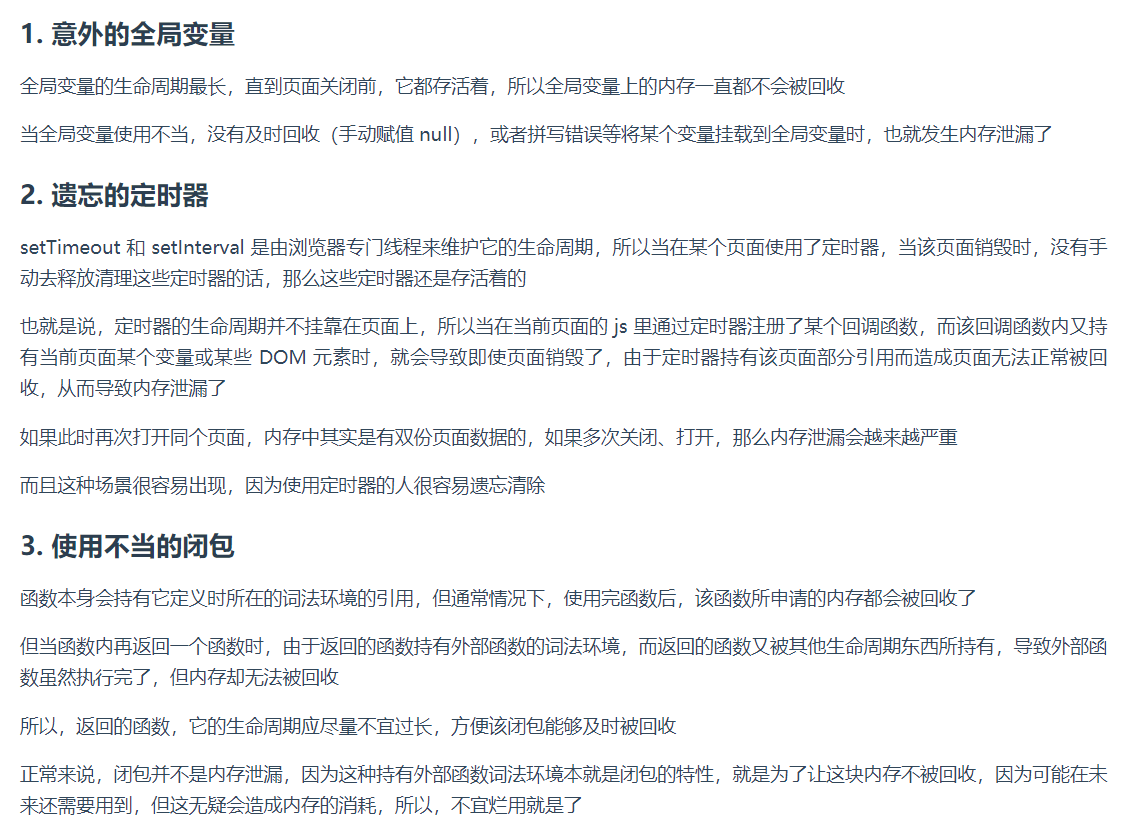 1. 意外的全局变量
全局变量的生命周期最长，直到页面关闭前，它都存活着，所以全局变量上的内存一直都不会被回收
当全局变量使用不当，没有及时回收（手动赋值 null），或者拼写错误等将某个变量挂载到全局变量时，也就发生内存泄漏了
2. 遗忘的定时器
setTimeout 和 setInterval 是由浏览器专门线程来维护它的生命周期，所以当在某个页面使用了定时器，当该页面销毁时，没有手
动去释放清理这些定时器的话，那么这些定时器还是存活着的
也就是说，定时器的生命周期并不挂靠在页面上，所以当在当前页面的 js 里通过定时器注册了某个回调函数，而该回调函数内又持
有当前页面某个变量或某些 DOM 元素时，就会导致即使页面销毁了，由于定时器持有该页面部分引用而造成页面无法正常被回
收，从而导致内存泄漏了
如果此时再次打开同个页面，内存中其实是有双份页面数据的，如果多次关闭、打开，那么内存泄漏会越来越严重
而且这种场景很容易出现，因为使用定时器的人很容易遗忘清除
3. 使用不当的闭包
函数本身会持有它定义时所在的词法环境的引用，但通常情况下，使用完函数后，该函数所申请的内存都会被回收了
但当函数内再返回一个函数时，由于返回的函数持有外部函数的词法环境，而返回的函数又被其他生命周期东西所持有，导致外部函
数虽然执行完了，但内存却无法被回收
所以，返回的函数，它的生命周期应尽量不宜过长，方便该闭包能够及时被回收
正常来说，闭包并不是内存泄漏，因为这种持有外部函数词法环境本就是闭包的特性，就是为了让这块内存不被回收，因为可能在未
来还需要用到，但这无疑会造成内存的消耗，所以，不宜烂用就是了